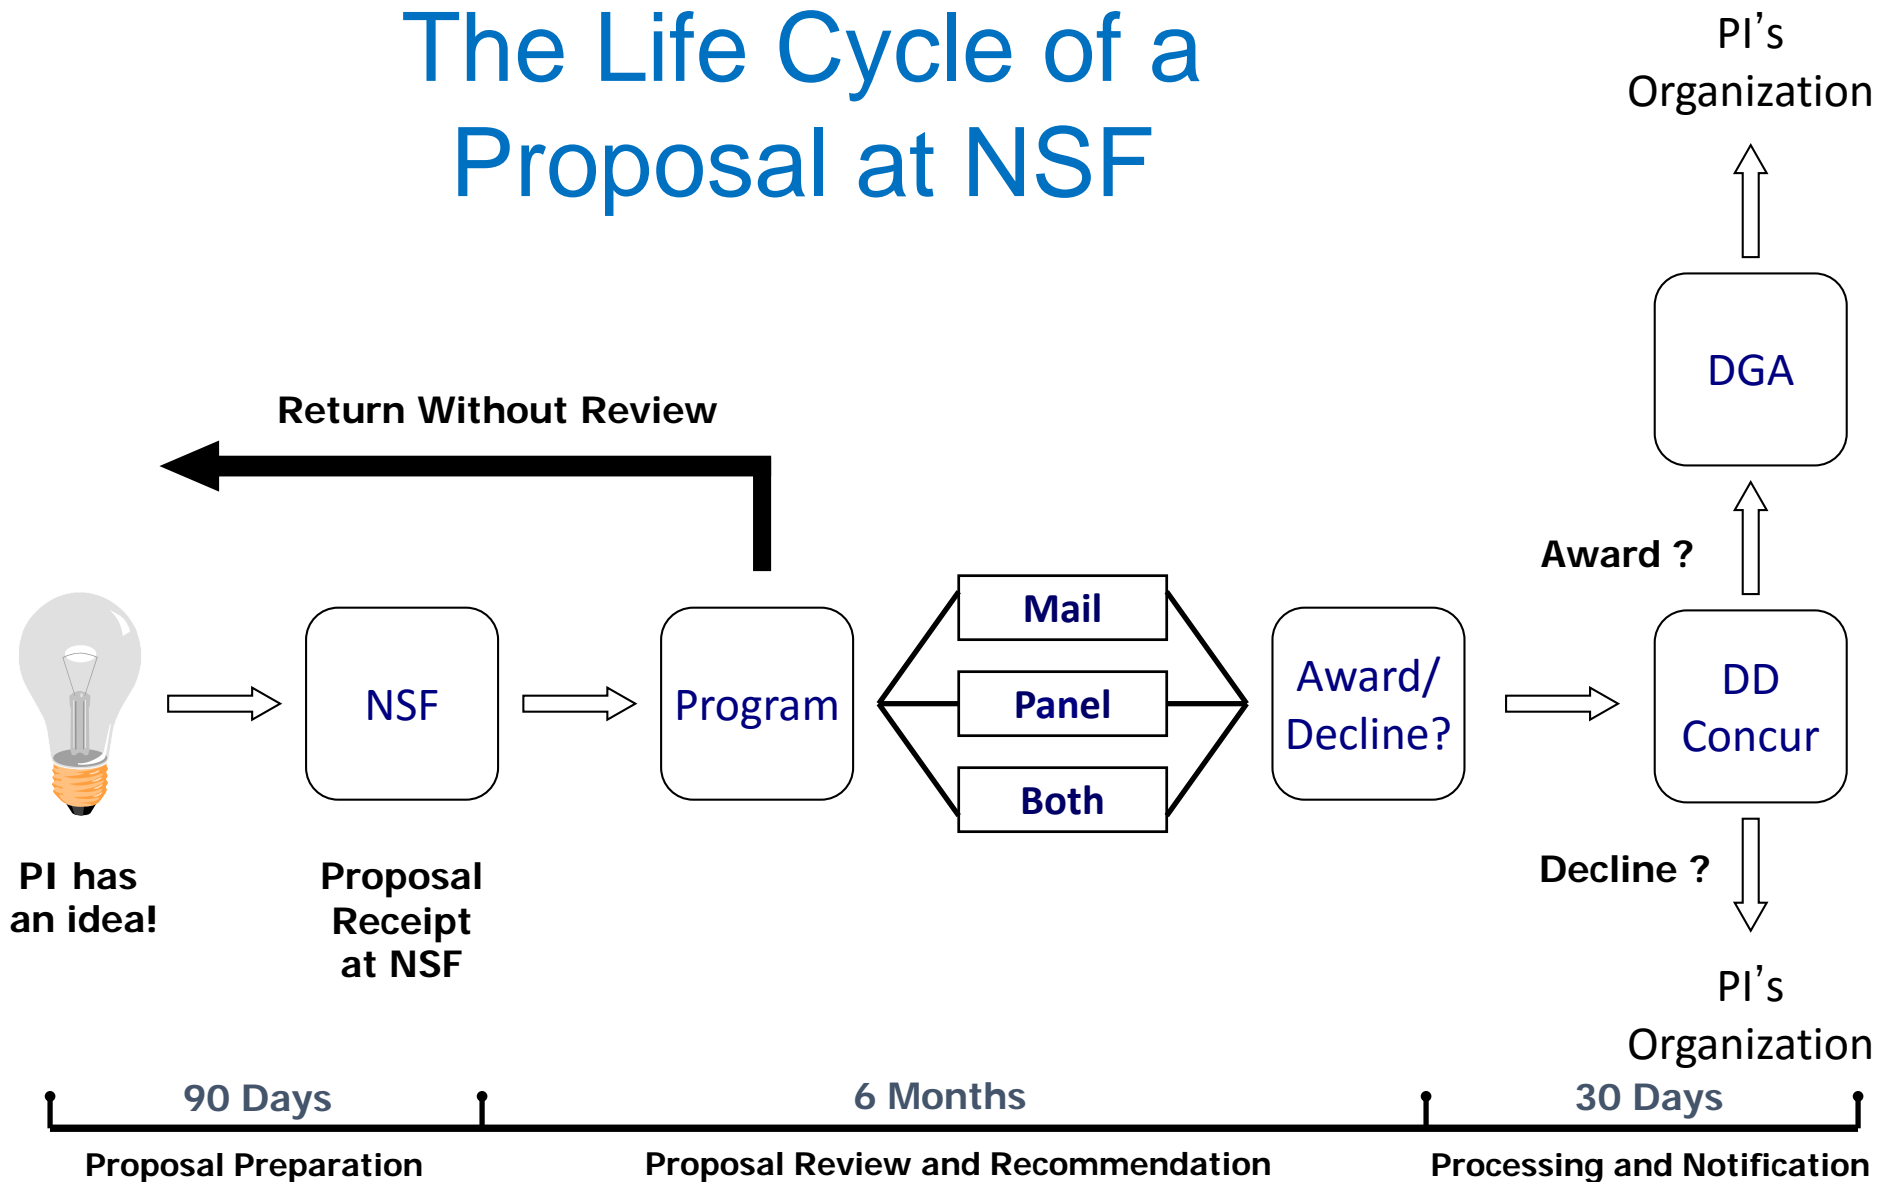 The Life Cycle of a
Proposal at NSF
PI’s
Organization
DGA
Return Without Review
Award ?
Mail
NSF
Program
Panel
Both
Award/
Decline?
DD
Concur
PI has
an idea!
Proposal
Receipt
at NSF
Decline ?
PI’s
Organization
90 Days
6 Months
30 Days
Proposal Preparation
Proposal Review and Recommendation
Processing and Notification